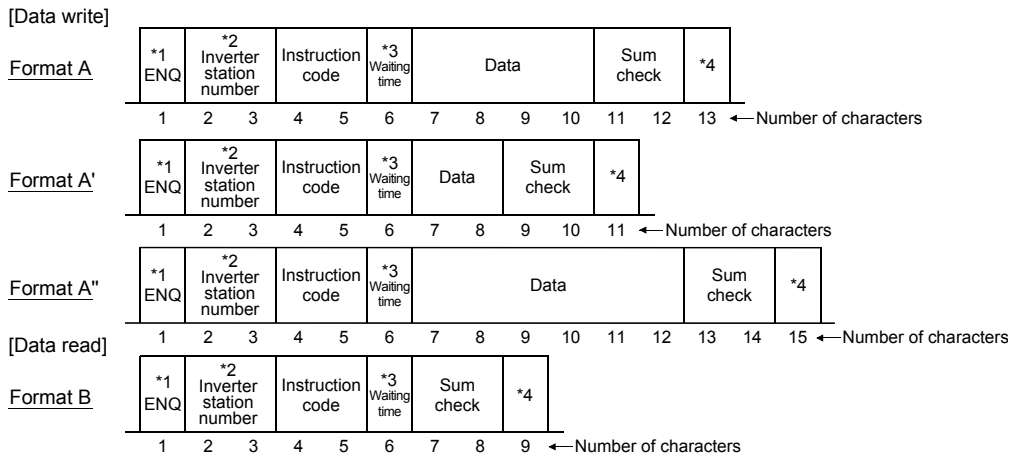 [Data write]
Format A
*1 ENQ
*2 Inverter station number
Instruction code
*3 Waiting time
Data
Sum check
*4
1 2 3 4 5 6 7 8 9 10 11 12 13 ←Number of characters
Format A'
*1 ENQ
*2 Inverter station number
Instruction code
*3 Waiting time
Data
Sum check
*4
1 2 3 4 5 6 7 8 9 10 11 ←Number of characters
Format A"
*1 ENQ
*2 Inverter station number
Instruction code
*3 Waiting time
Data
Sum check
*4
1 2 3 4 5 6 7 8 9 10 11 12 13 14 15 ←Number of characters
[Data read]
Format B
*1 ENQ
*2 Inverter station number
Instruction code
*3 Waiting time
Sum check
*4
1 2 3 4 5 6 7 8 9 ←Number of characters